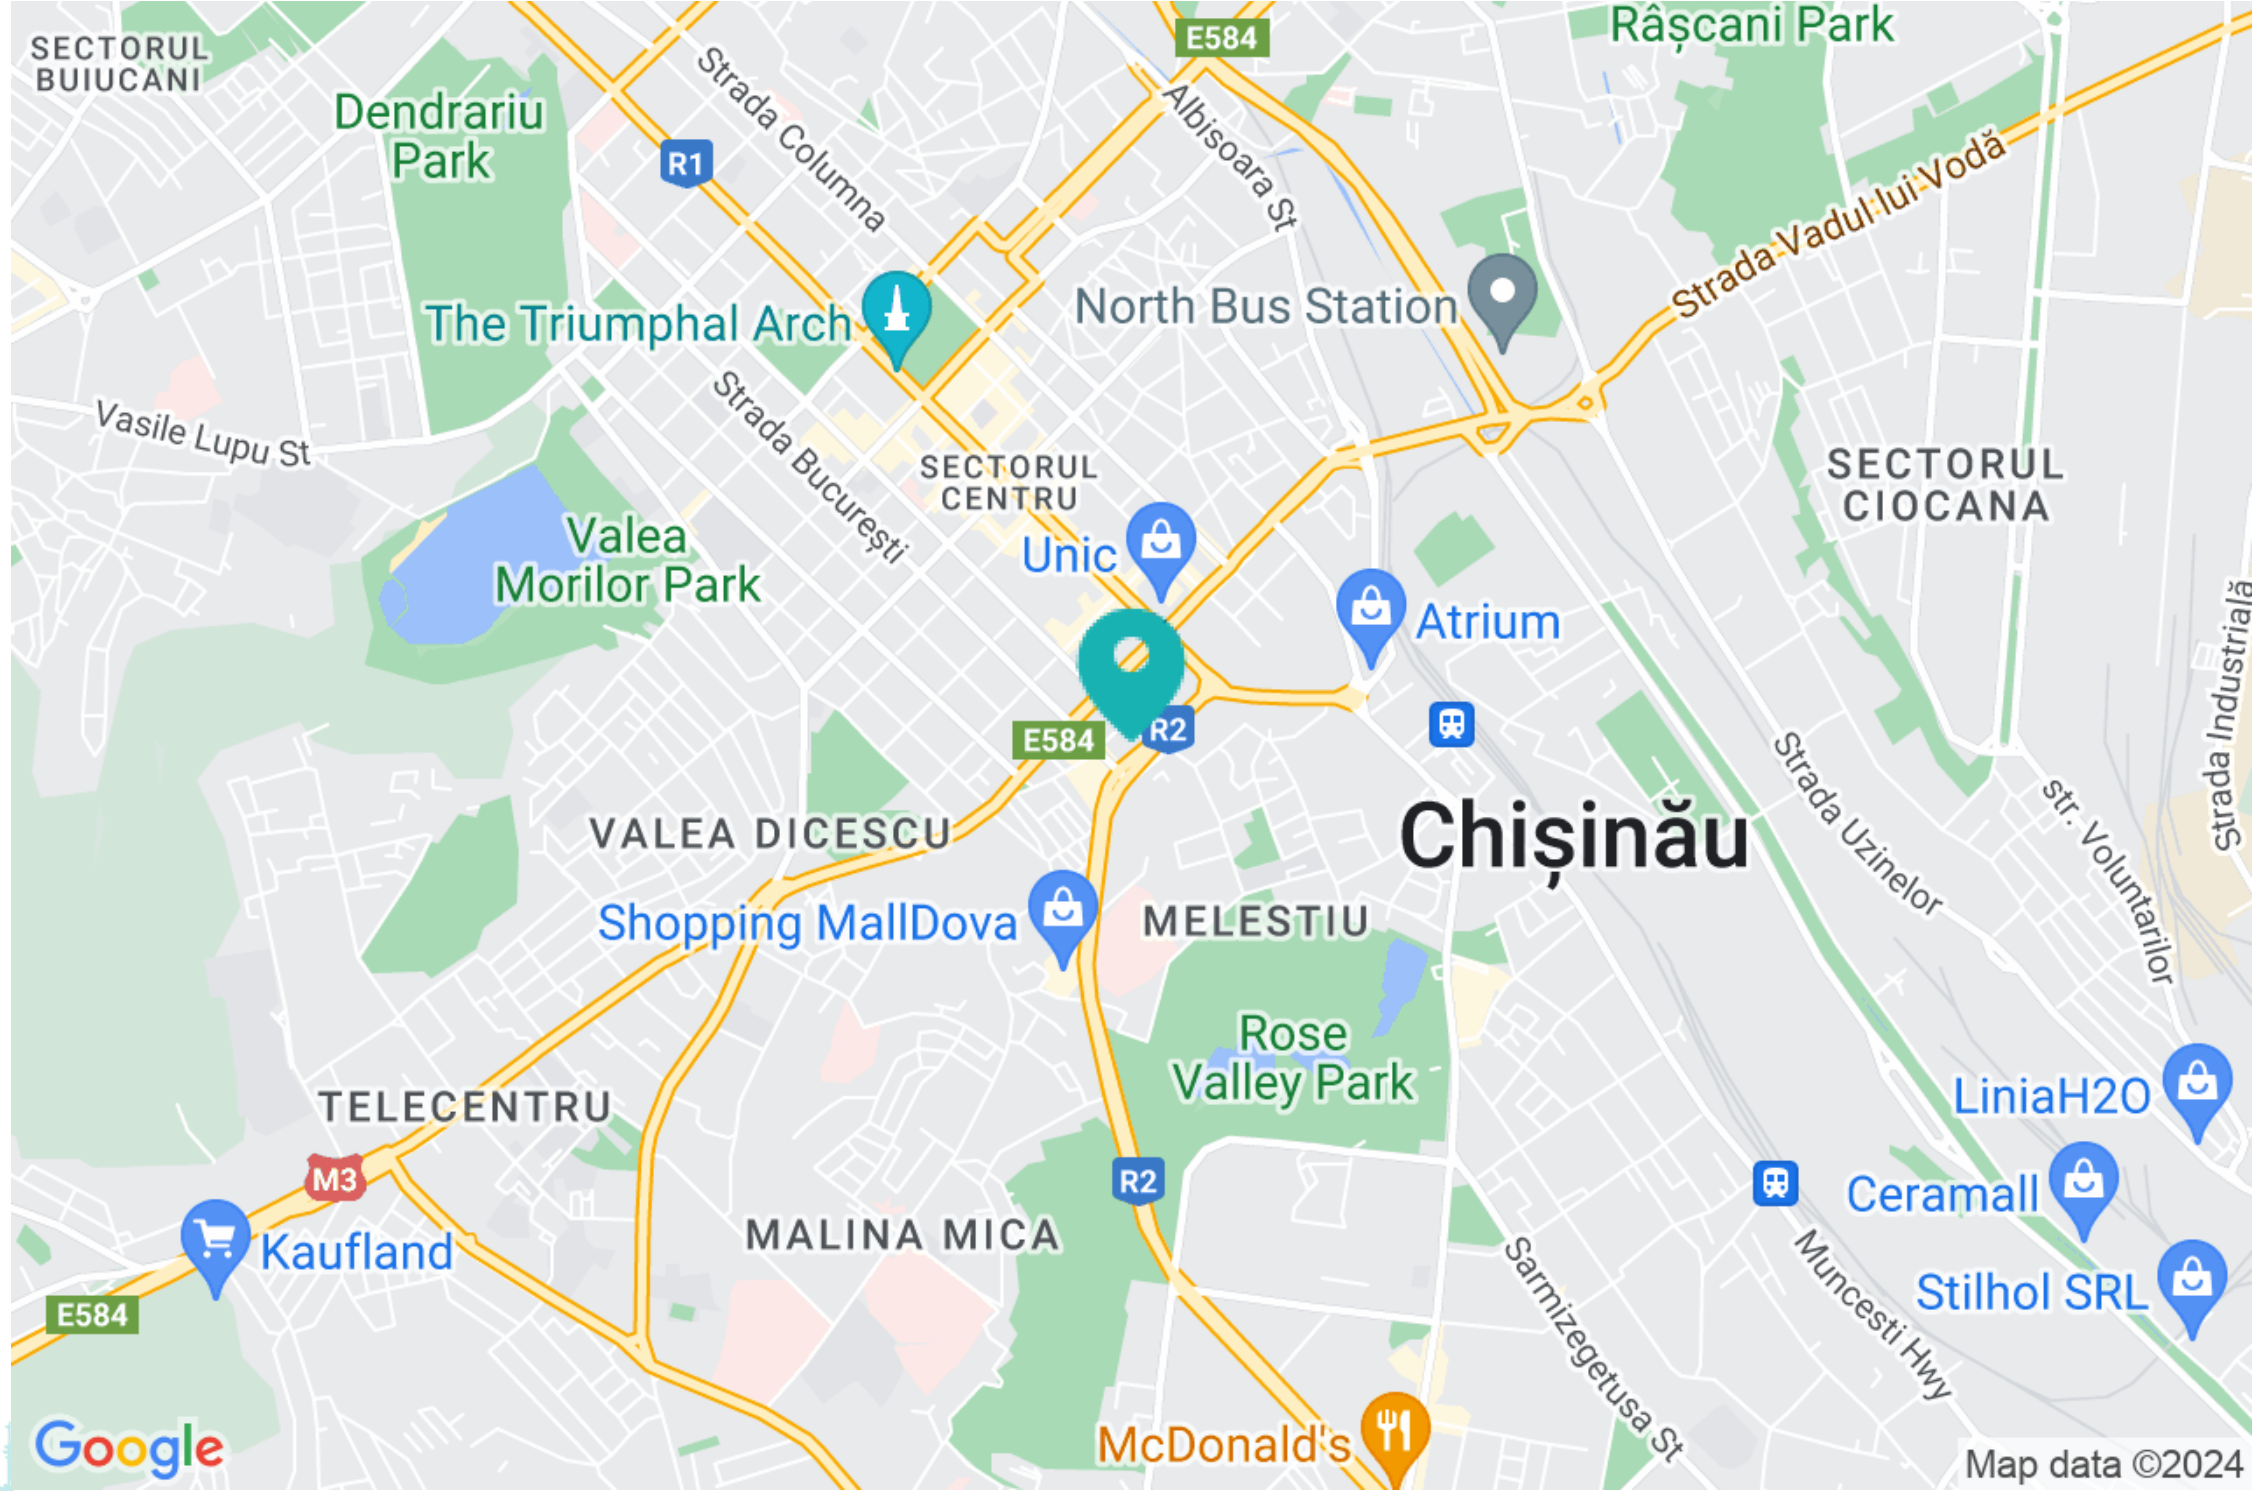 SECTORUL
BUIUCANI
Dendrariu
Park
R1
Strada Columna
E584
Albisoara St
Râșcani Park
Strada Vadul lui Vodă
The Triumphal Arch
North Bus Station
Vasile Lupu St
Strada București
SECTORUL
CENTRU
SECTORUL
CIOCANA
Valea
Morilor Park
Unic
Atrium
Strada Industrială
E584
R2
Strada Uzinelor
str. Voluntarilor
VALEA DICESCU
Chișinău
Shopping MallDova
MELESTIU
Rose
Valley Park
TELECENTRU
LiniaH2O
M3
R2
Ceramall
Kaufland
MALINA MICA
Stilhol SRL
E584
Sarmizegetusa St
Muncesti Hwy
McDonald's
Google
Map data ©2024